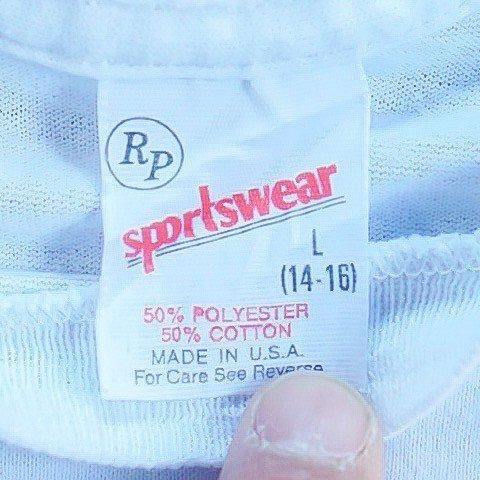 RP
sportswear
L
(14-16)
50% POLYESTER
50% COTTON
MADE IN U.S.A.
For Care See Reverse